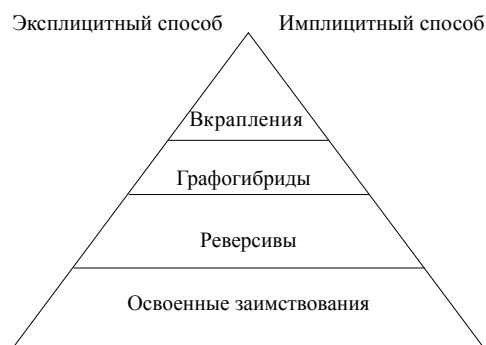 Эксплицитный способ Имплицитный способ
Вкрапления
Графогибриды
Реверсивы
Освоенные заимствования